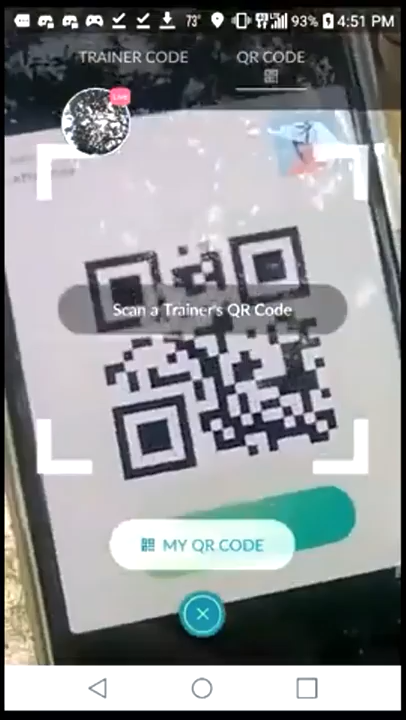 73° 93% 4:51 PM
TRAINER CODE QR CODE
Live
Scan a Trainer's QR Code
MY QR CODE